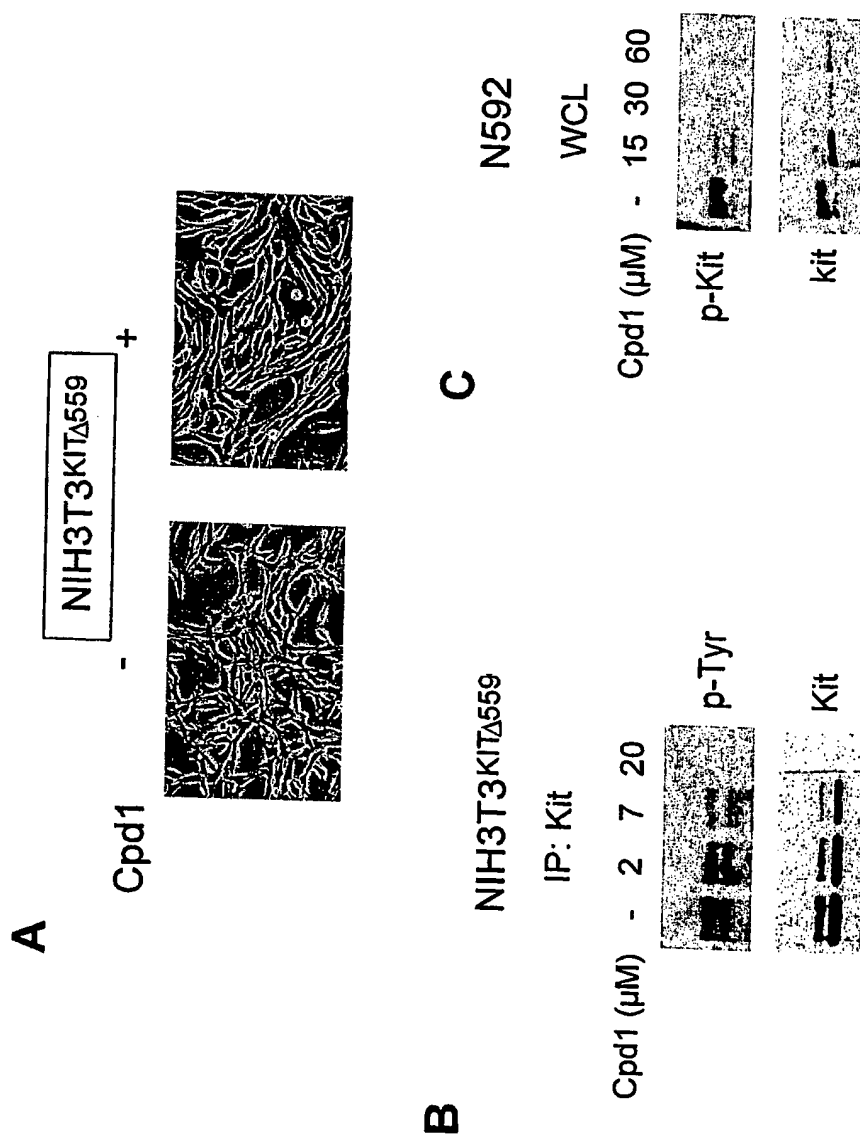 A
NIH3T3KITΔ559
Cpd1 - +
B
NIH3T3KITΔ559
IP: Kit
Cpd1 (µM) - 2 7 20
p-Tyr
Kit
C
N592
WCL
Cpd1 (µM) - 15 30 60
p-Kit
kit